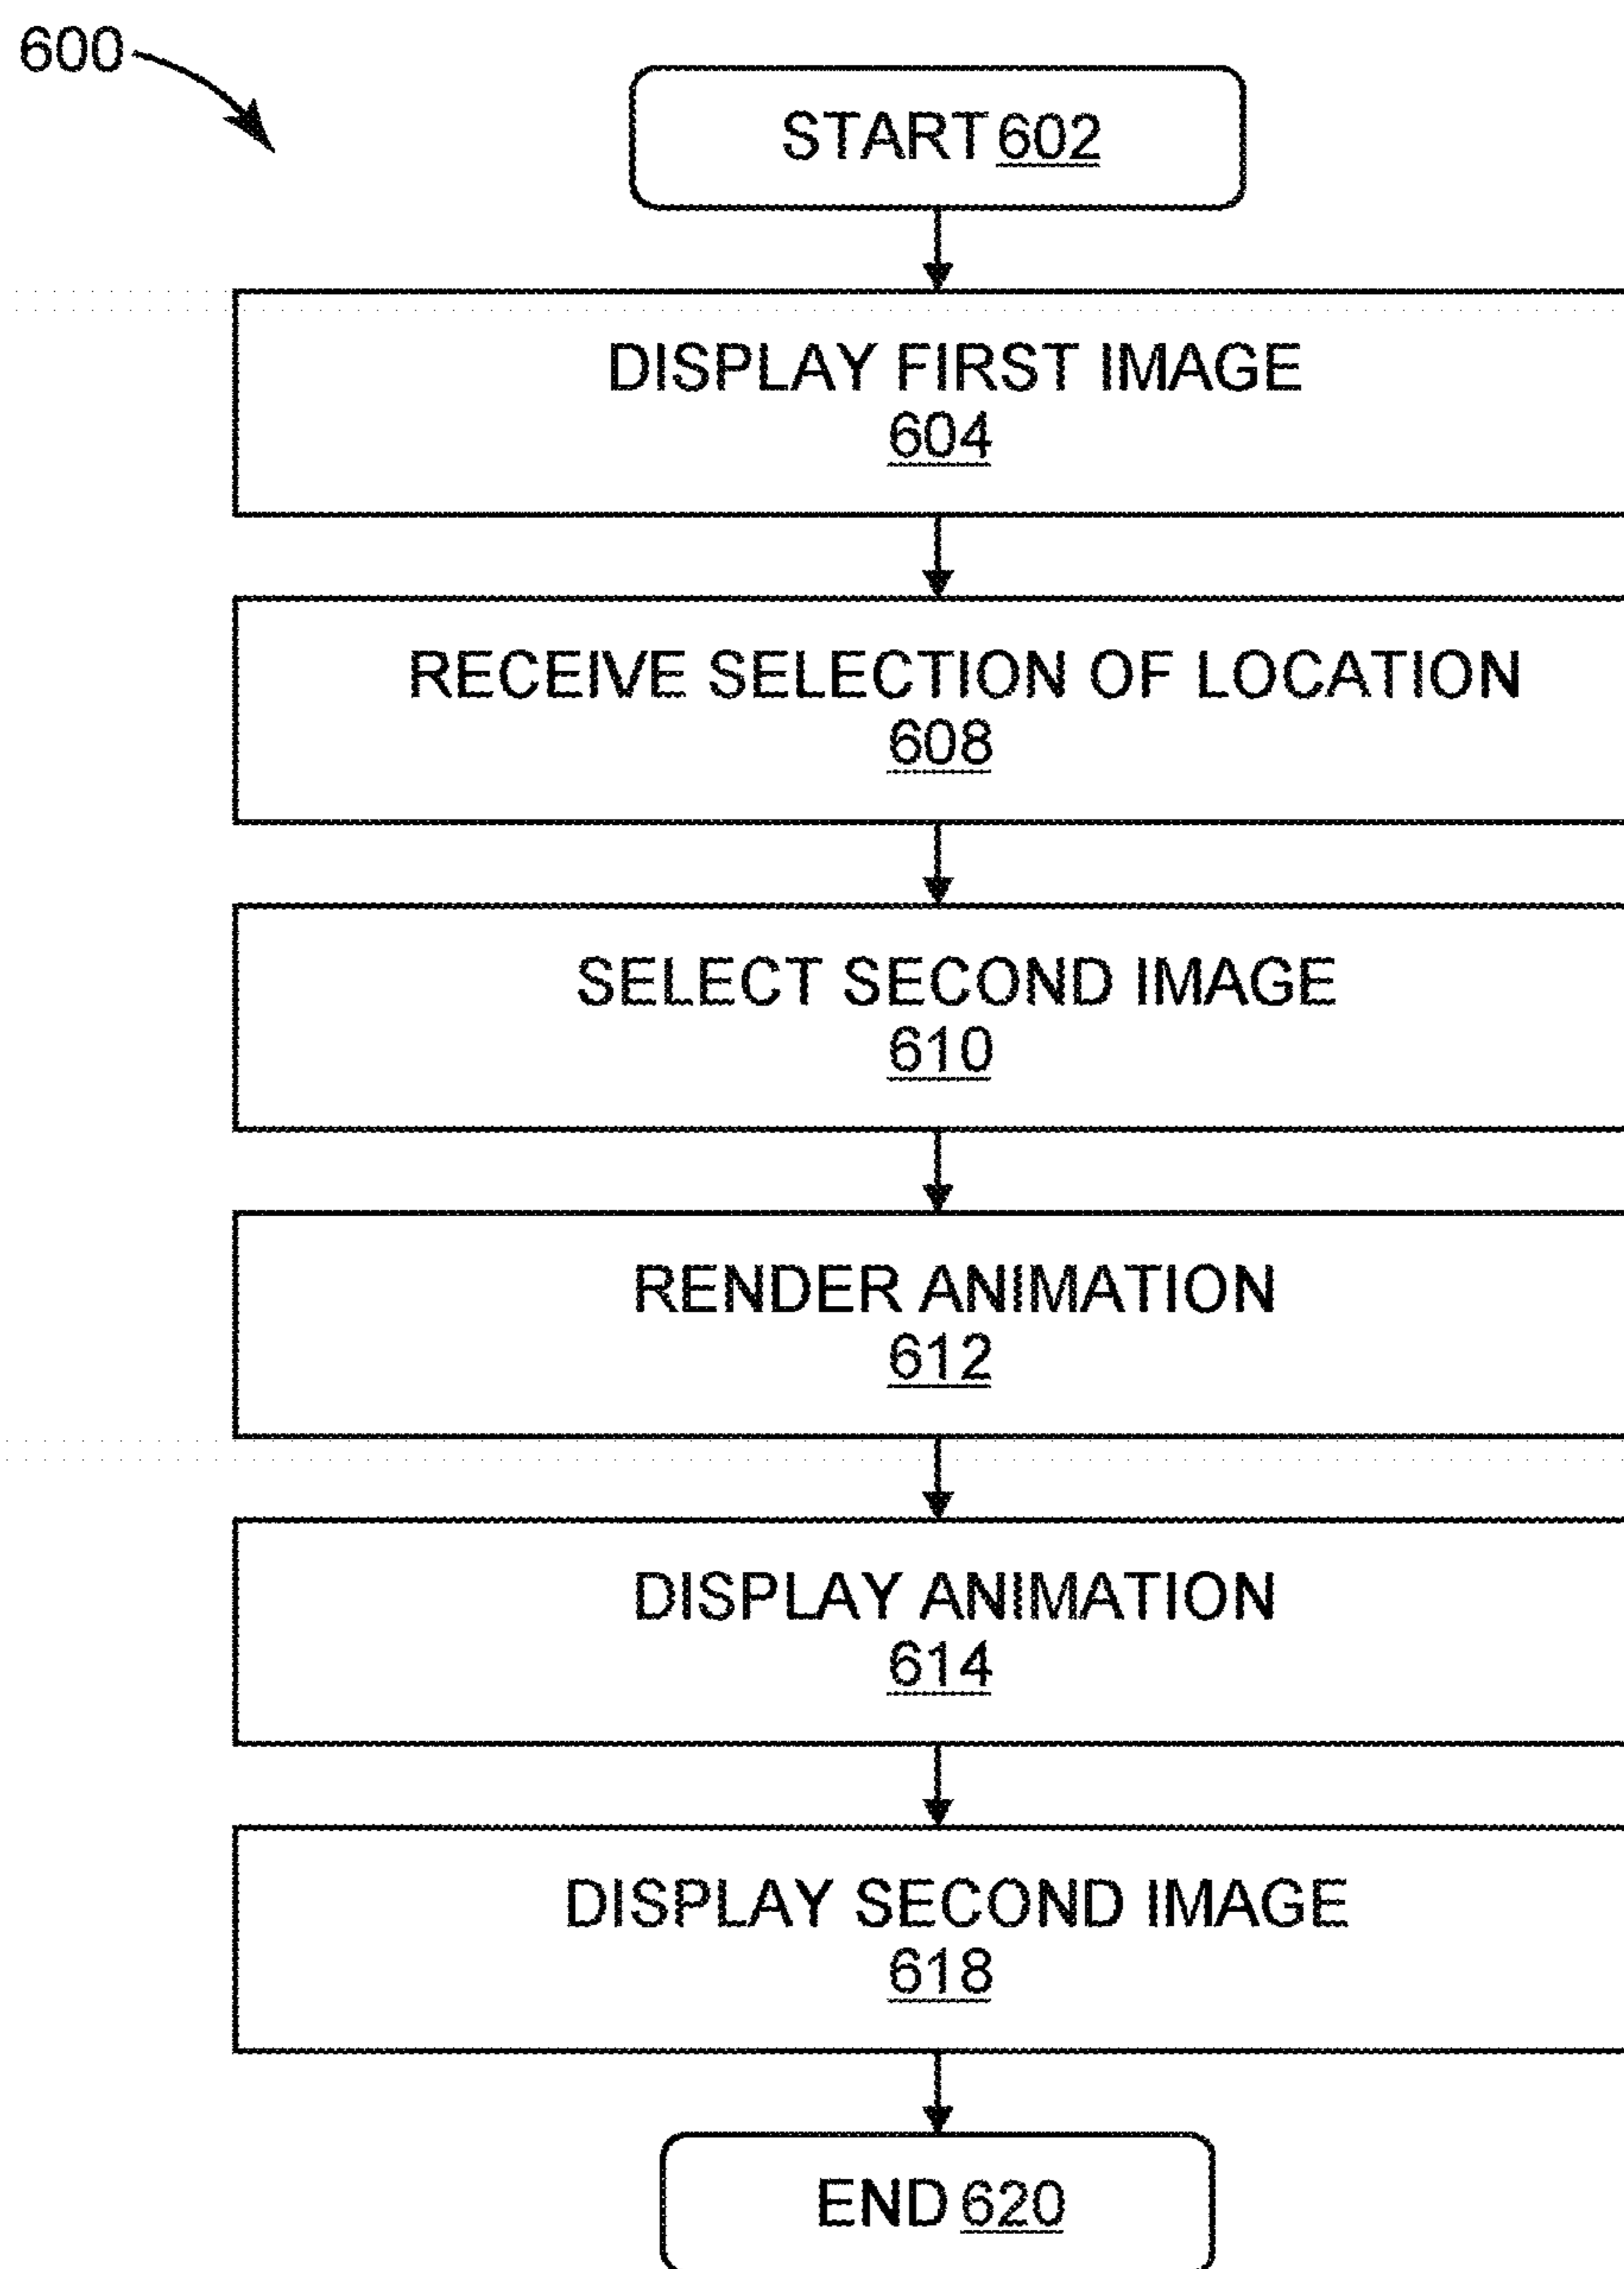 600
START 602
DISPLAY FIRST IMAGE
604
RECEIVE SELECTION OF LOCATION
608
SELECT SECOND IMAGE
610
RENDER ANIMATION
612
DISPLAY ANIMATION
614
DISPLAY SECOND IMAGE
618
END 620